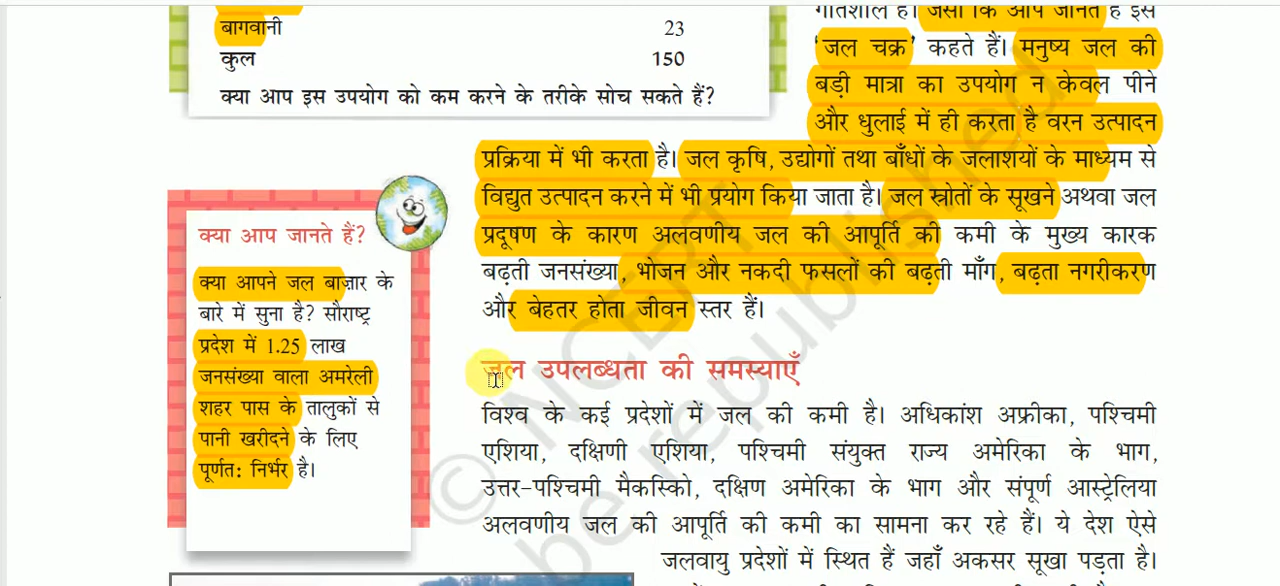 बागवानी 23
कुल 150
क्या आप इस उपयोग को कम करने के तरीके सोच सकते हैं?
गतिशील है। जैसा कि आप जानते हैं इसे
'जल चक्र' कहते हैं। मनुष्य जल की
बड़ी मात्रा का उपयोग न केवल पीने
और धुलाई में ही करता है वरन उत्पादन
प्रक्रिया में भी करता है। जल कृषि, उद्योगों तथा बाँधों के जलाशयों के माध्यम से
विद्युत उत्पादन करने में भी प्रयोग किया जाता है। जल स्रोतों के सूखने अथवा जल
प्रदूषण के कारण अलवणीय जल की आपूर्ति की कमी के मुख्य कारक
बढ़ती जनसंख्या, भोजन और नकदी फसलों की बढ़ती माँग, बढ़ता नगरीकरण
और बेहतर होता जीवन स्तर हैं।
क्या आप जानते हैं?
क्या आपने जल बाज़ार के
बारे में सुना है? सौराष्ट्र
प्रदेश में 1.25 लाख
जनसंख्या वाला अमरेली
शहर पास के तालुकों से
पानी खरीदने के लिए
पूर्णत: निर्भर है।
जल उपलब्धता की समस्याएँ
विश्व के कई प्रदेशों में जल की कमी है। अधिकांश अफ्रीका, पश्चिमी
एशिया, दक्षिणी एशिया, पश्चिमी संयुक्त राज्य अमेरिका के भाग,
उत्तर-पश्चिमी मैकस्िको, दक्षिण अमेरिका के भाग और संपूर्ण आस्ट्रेलिया
अलवणीय जल की आपूर्ति की कमी का सामना कर रहे हैं। ये देश ऐसे
जलवायु प्रदेशों में स्थित हैं जहाँ अकसर सूखा पड़ता है।
© NCERT
be republished